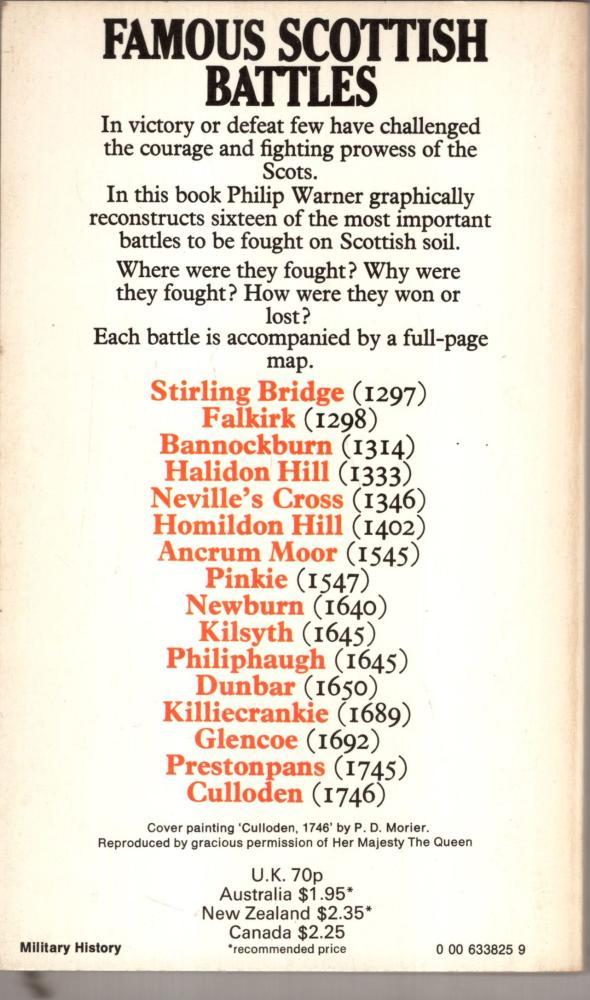 FAMOUS SCOTTISH
BATTLES
In victory or defeat few have challenged
the courage and fighting prowess of the
Scots.
In this book Philip Warner graphically
reconstructs sixteen of the most important
battles to be fought on Scottish soil.
Where were they fought? Why were
they fought? How were they won or
lost?
Each battle is accompanied by a full-page
map.
Stirling Bridge (1297)
Falkirk (1298)
Bannockburn (1314)
Halidon Hill (1333)
Neville's Cross (1346)
Homildon Hill (1402)
Ancrum Moor (1545)
Pinkie (1547)
Newburn (1640)
Kilsyth (1645)
Philiphaugh (1645)
Dunbar (1650)
Killiecrankie (1689)
Glencoe (1692)
Prestonpans (1745)
Culloden (1746)
Cover painting 'Culloden, 1746' by P. D. Morier.
Reproduced by gracious permission of Her Majesty The Queen
U.K. 70p
Australia $1.95*
New Zealand $2.35*
Canada $2.25
Military History *recommended price 0 00 633825 9